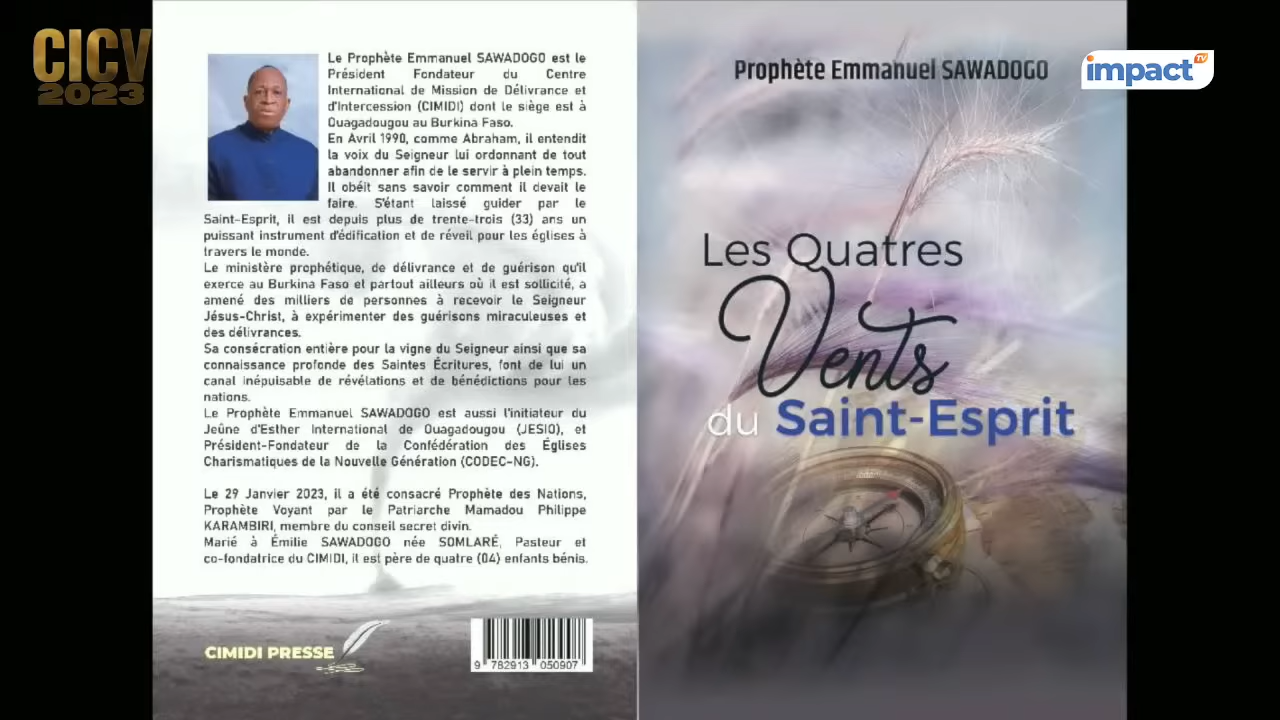 CICV
2023
Le Prophète Emmanuel SAWADOGO est le
Président Fondateur du Centre
International de Mission de Délivrance et
d'Intercession (CIMIDI) dont le siège est à
Ouagadougou au Burkina Faso.
En Avril 1990, comme Abraham, il entendit
la voix du Seigneur lui ordonnant de tout
abandonner afin de le servir à plein temps.
Il obéit sans savoir comment il devait le
faire. S'étant laissé guider par le
Saint-Esprit, il est depuis plus de trente-trois (33) ans un
puissant instrument d'édification et de réveil pour les églises à
travers le monde.
Le ministère prophétique, de délivrance et de guérison qu'il
exerce au Burkina Faso et partout ailleurs où il est sollicité, a
amené des milliers de personnes à recevoir le Seigneur
Jésus-Christ, à expérimenter des guérisons miraculeuses et
des délivrances.
Sa consécration entière pour la vigne du Seigneur ainsi que sa
connaissance profonde des Saintes Écritures, font de lui un
canal inépuisable de révélations et de bénédictions pour les
nations.
Le Prophète Emmanuel SAWADOGO est aussi l'initiateur du
Jeûne d'Esther International de Ouagadougou (JESIO), et
Président-Fondateur de la Confédération des Églises
Charismatiques de la Nouvelle Génération (CODEC-NG).
Le 29 Janvier 2023, il a été consacré Prophète des Nations,
Prophète Voyant par le Patriarche Mamadou Philippe
KARAMBIRI, membre du conseil secret divin.
Marié à Émilie SAWADOGO née SOMLARÉ, Pasteur et
co-fondatrice du CIMIDI, il est père de quatre (04) enfants bénis.
CIMIDI PRESSE
9 782913 050907
Prophète Emmanuel SAWADOGO
impact TV
Les Quatres
Vents
du Saint-Esprit